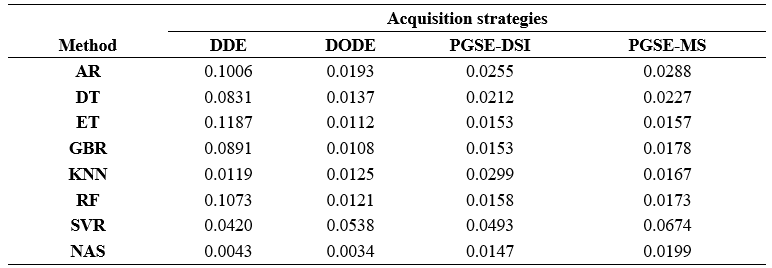 Acquisition strategies
Method DDE DODE PGSE-DSI PGSE-MS
AR 0.1006 0.0193 0.0255 0.0288
DT 0.0831 0.0137 0.0212 0.0227
ET 0.1187 0.0112 0.0153 0.0157
GBR 0.0891 0.0108 0.0153 0.0178
KNN 0.0119 0.0125 0.0299 0.0167
RF 0.1073 0.0121 0.0158 0.0173
SVR 0.0420 0.0538 0.0493 0.0674
NAS 0.0043 0.0034 0.0147 0.0199